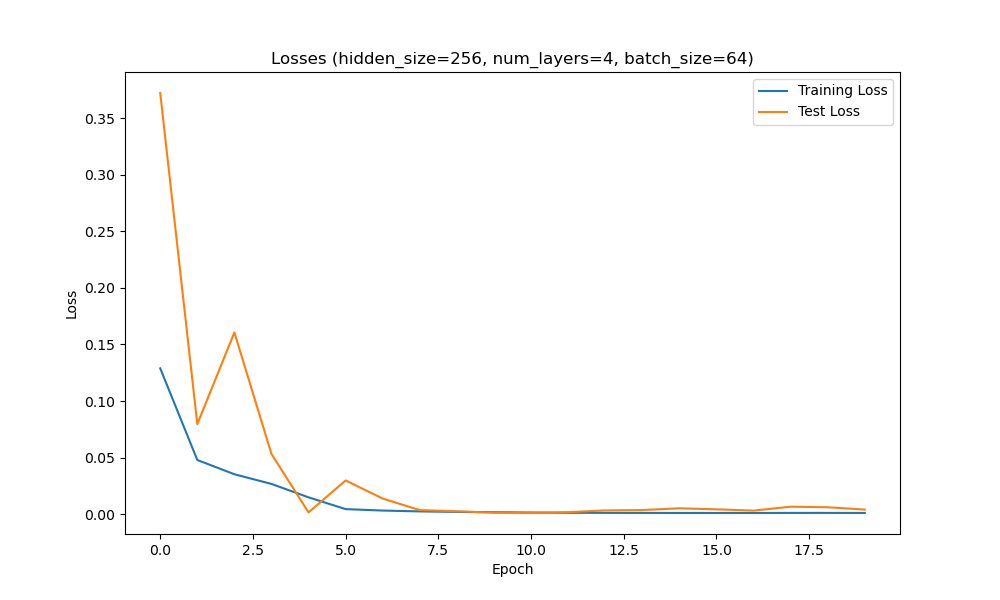 Losses (hidden_size=256, num_layers=4, batch_size=64)
Training Loss
Test Loss
0.35
0.30
0.25
0.20
0.15
0.10
0.05
0.00
Loss
0.0 2.5 5.0 7.5 10.0 12.5 15.0 17.5
Epoch